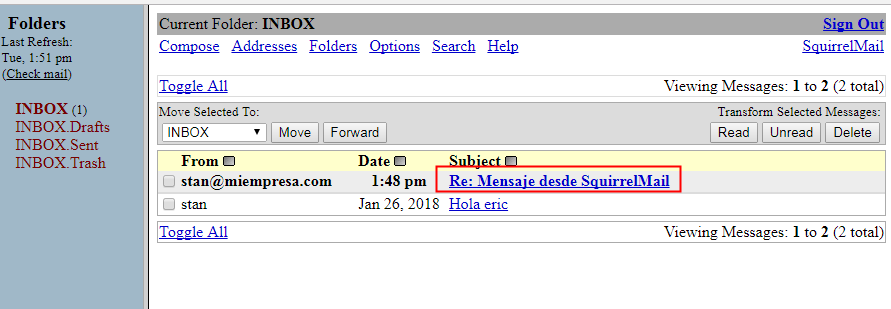 Folders
Last Refresh:
Tue, 1:51 pm
(Check mail)
INBOX (1)
INBOX.Drafts
INBOX.Sent
INBOX.Trash
Current Folder: INBOX Sign Out
Compose Addresses Folders Options Search Help SquirrelMail
Toggle All Viewing Messages: 1 to 2 (2 total)
Move Selected To: Transform Selected Messages:
INBOX Move Forward Read Unread Delete
From Date Subject
stan@miempresa.com 1:48 pm Re: Mensaje desde SquirrelMail
stan Jan 26, 2018 Hola eric
Toggle All Viewing Messages: 1 to 2 (2 total)